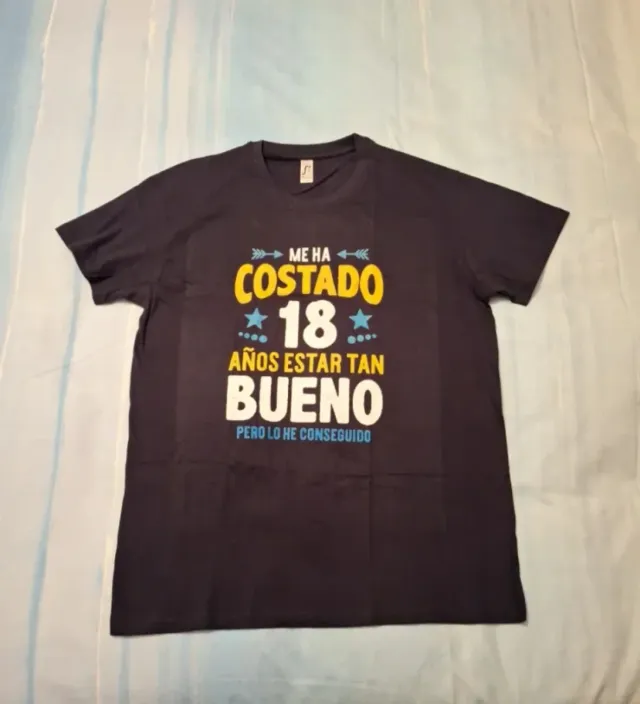 ME HA
COSTADO
18
AÑOS ESTAR TAN
BUENO
PERO LO HE CONSEGUIDO